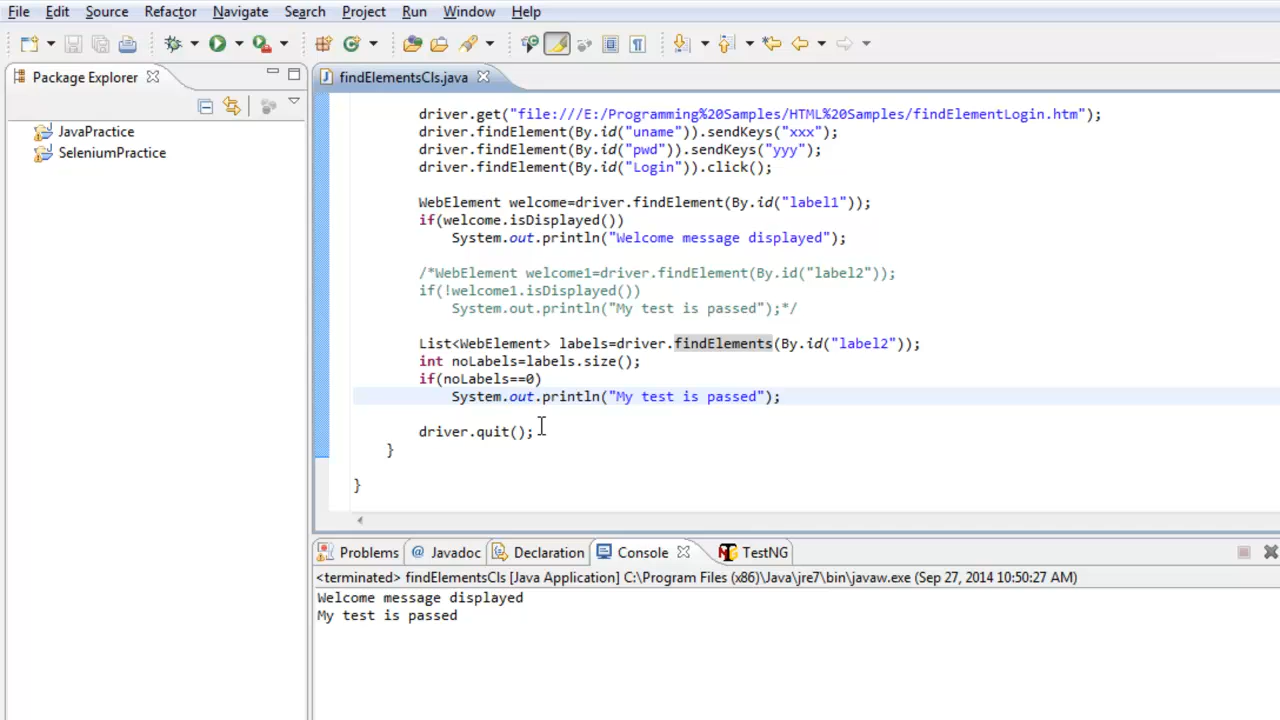 File Edit Source Refactor Navigate Search Project Run Window Help
Package Explorer
findElementsCls.java
JavaPractice
SeleniumPractice
driver.get("file:///E:/Programming%20Samples/HTML%20Samples/findElementLogin.htm");
driver.findElement(By.id("uname")).sendKeys("xxx");
driver.findElement(By.id("pwd")).sendKeys("yyy");
driver.findElement(By.id("Login")).click();
WebElement welcome=driver.findElement(By.id("label1"));
if(welcome.isDisplayed())
System.out.println("Welcome message displayed");
/*WebElement welcome1=driver.findElement(By.id("label2"));
if(!welcome1.isDisplayed())
System.out.println("My test is passed");*/
List<WebElement> labels=driver.findElements(By.id("label2"));
int noLabels=labels.size();
if(noLabels==0)
System.out.println("My test is passed");
driver.quit();
}
}
Problems @ Javadoc Declaration Console TestNG
<terminated> findElementsCls [Java Application] C:\Program Files (x86)\Java\jre7\bin\javaw.exe (Sep 27, 2014 10:50:27 AM)
Welcome message displayed
My test is passed